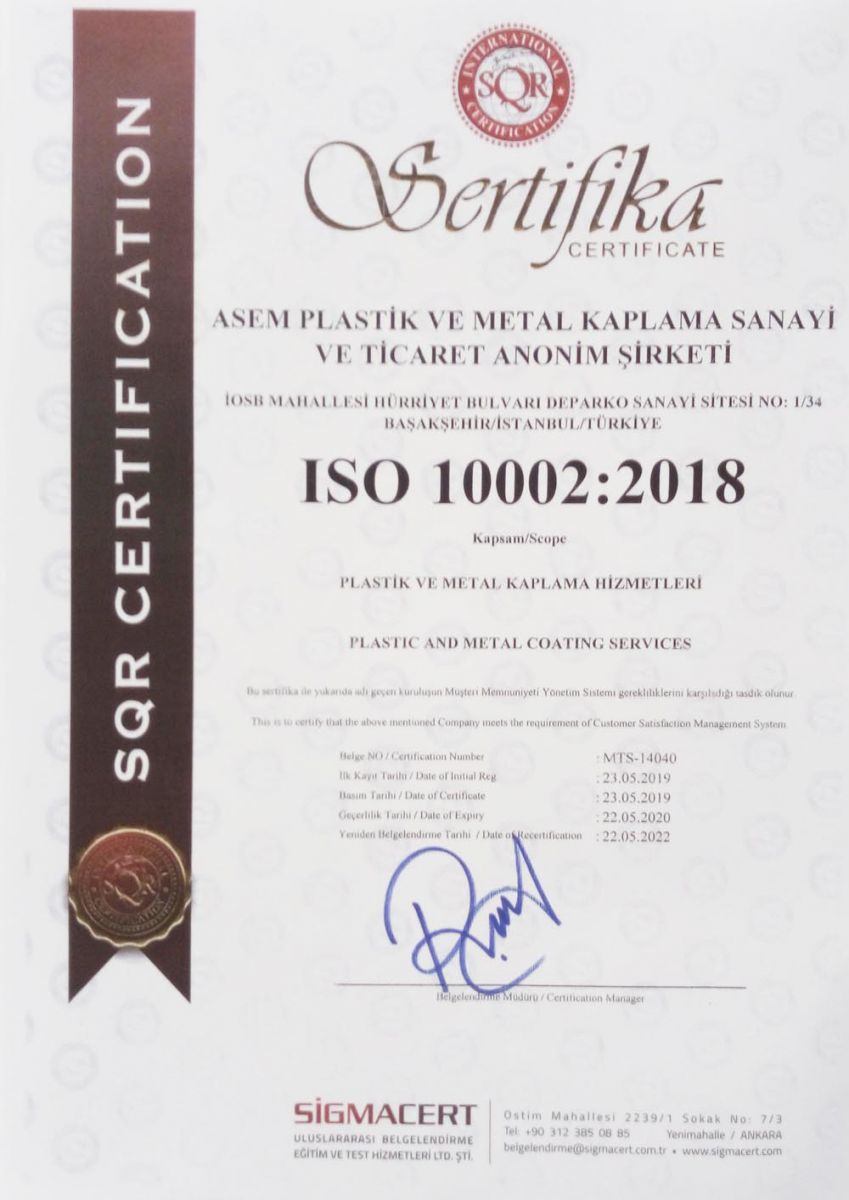 INTERNATIONAL
SQR
CERTIFICATION
Sertifika
CERTIFICATE
SQR CERTIFICATION
ASEM PLASTİK VE METAL KAPLAMA SANAYİ
VE TİCARET ANONİM ŞİRKETİ
İOSB MAHALLESİ HÜRRİYET BULVARI DEPARKO SANAYİ SİTESİ NO: 1/34
BAŞAKŞEHİR/İSTANBUL/TÜRKİYE
ISO 10002:2018
Kapsam/Scope
PLASTİK VE METAL KAPLAMA HİZMETLERİ
PLASTIC AND METAL COATING SERVICES
Bu sertifika ile yukarıda adı geçen kuruluşun Müşteri Memnuniyeti Yönetim Sistemi gerekliliklerini karşıladığı tasdik olunur.
This is to certify that the above mentioned Company meets the requirement of Customer Satisfaction Management System.
Belge NO / Certification Number : MTS-14040
İlk Kayıt Tarihi / Date of Initial Reg : 23.05.2019
Basım Tarihi / Date of Certificate : 23.05.2019
Geçerlilik Tarihi / Date of Expiry : 22.05.2020
Yeniden Belgelendirme Tarihi / Date of Recertification : 22.05.2022
SQR
CERTIFICATION
Belgelendirme Müdürü / Certification Manager
SİGMACERT
ULUSLARARASI BELGELENDİRME
EĞİTİM VE TEST HİZMETLERİ LTD. ŞTİ.
Ostim Mahallesi 2239/1 Sokak No: 7/3
Tel: +90 312 385 08 85 Yenimahalle / ANKARA
belgelendirme@sigmacert.com.tr • www.sigmacert.com